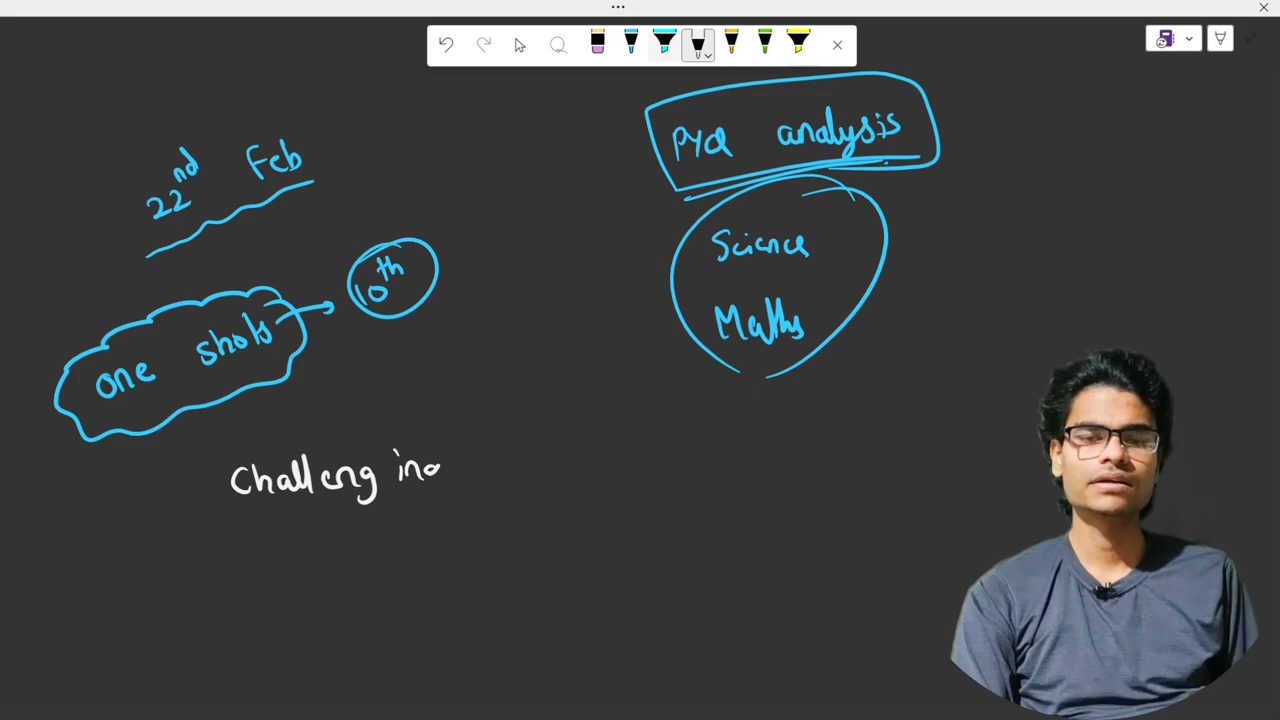 22nd Feb
one shots → 10th
Challeng ing
PYQ analysis
Science
Maths